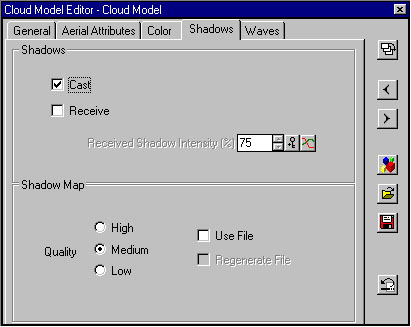 Cloud Model Editor - Cloud Model
General Aerial Attributes Color Shadows Waves
Shadows
Cast
Receive
Received Shadow Intensity (%) 75
Shadow Map
High
Quality Medium Use File
Low Regenerate File